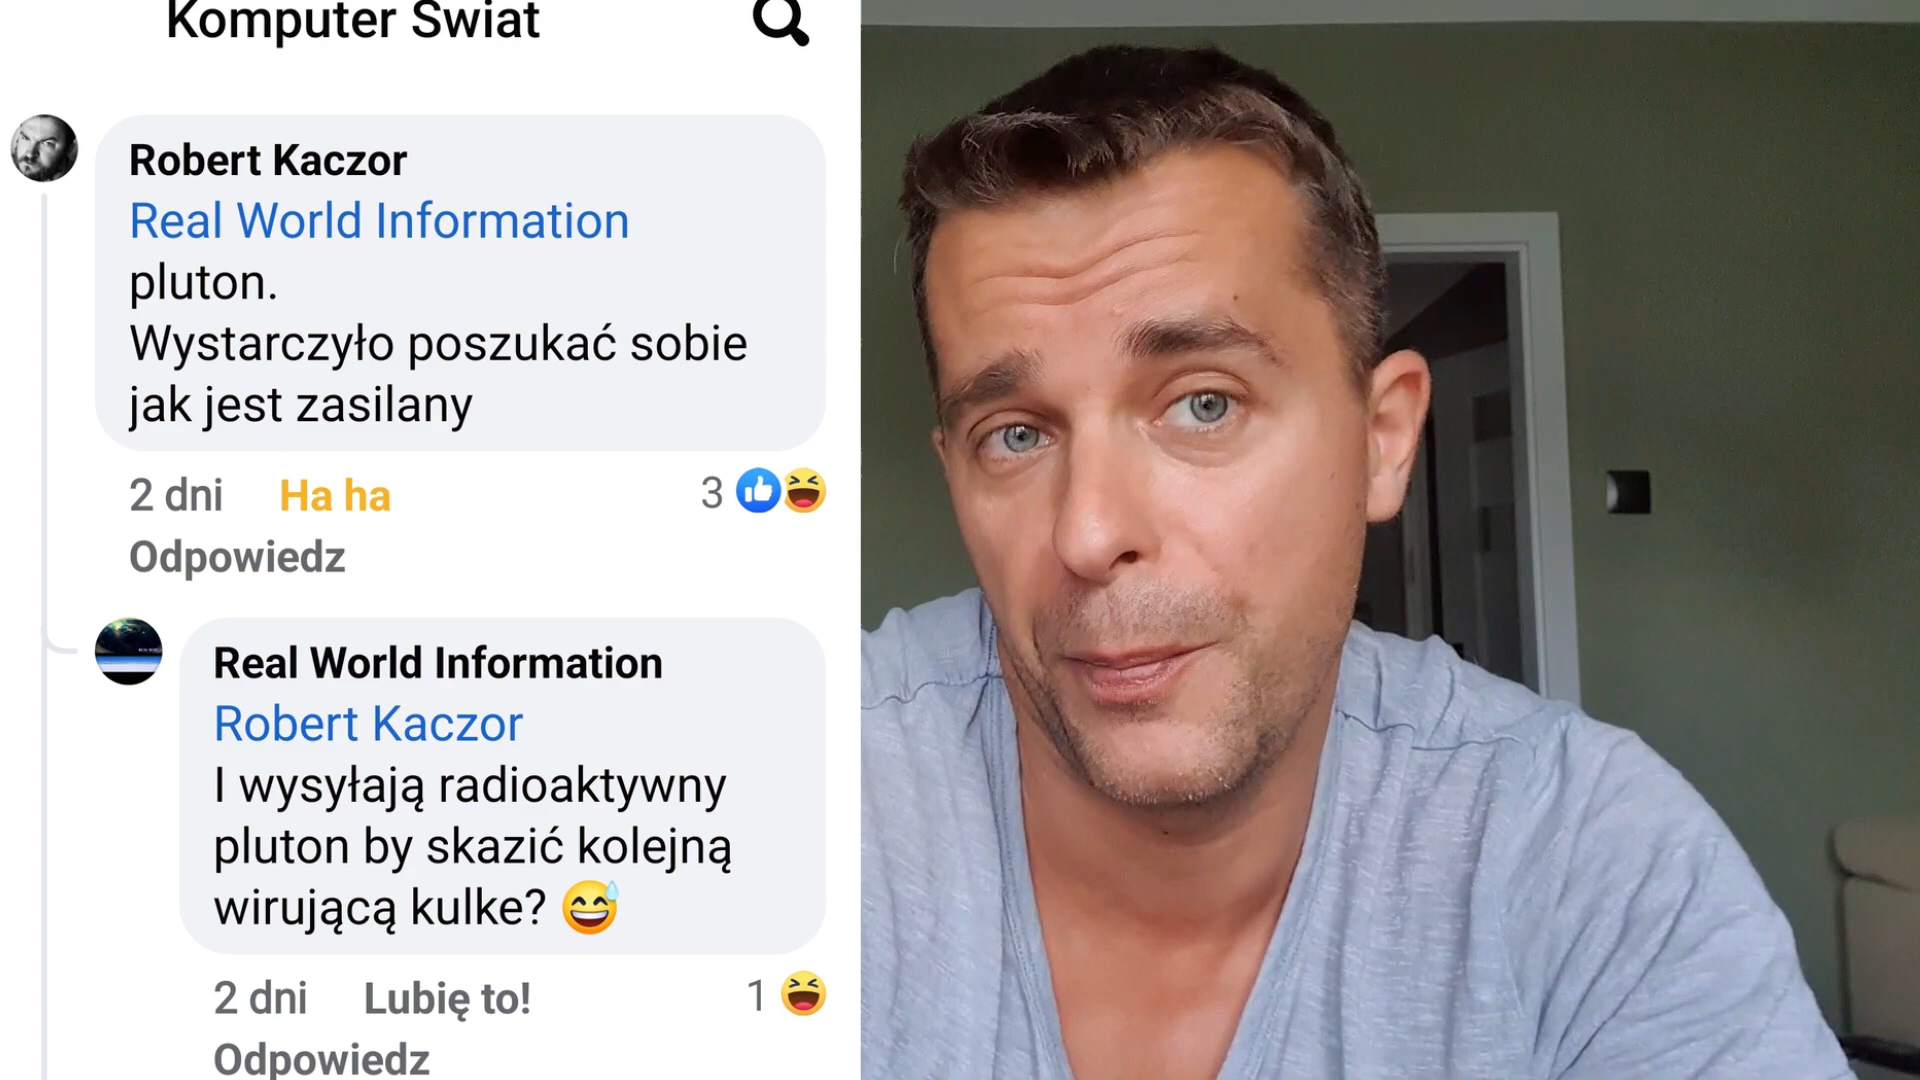 Komputer Świat
Robert Kaczor
Real World Information
pluton.
Wystarczyło poszukać sobie
jak jest zasilany
2 dni Ha ha 3
Odpowiedz
Real World Information
Robert Kaczor
I wysyłają radioaktywny
pluton by skazić kolejną
wirującą kulke? 😅
2 dni Lubię to! 1
Odpowiedz